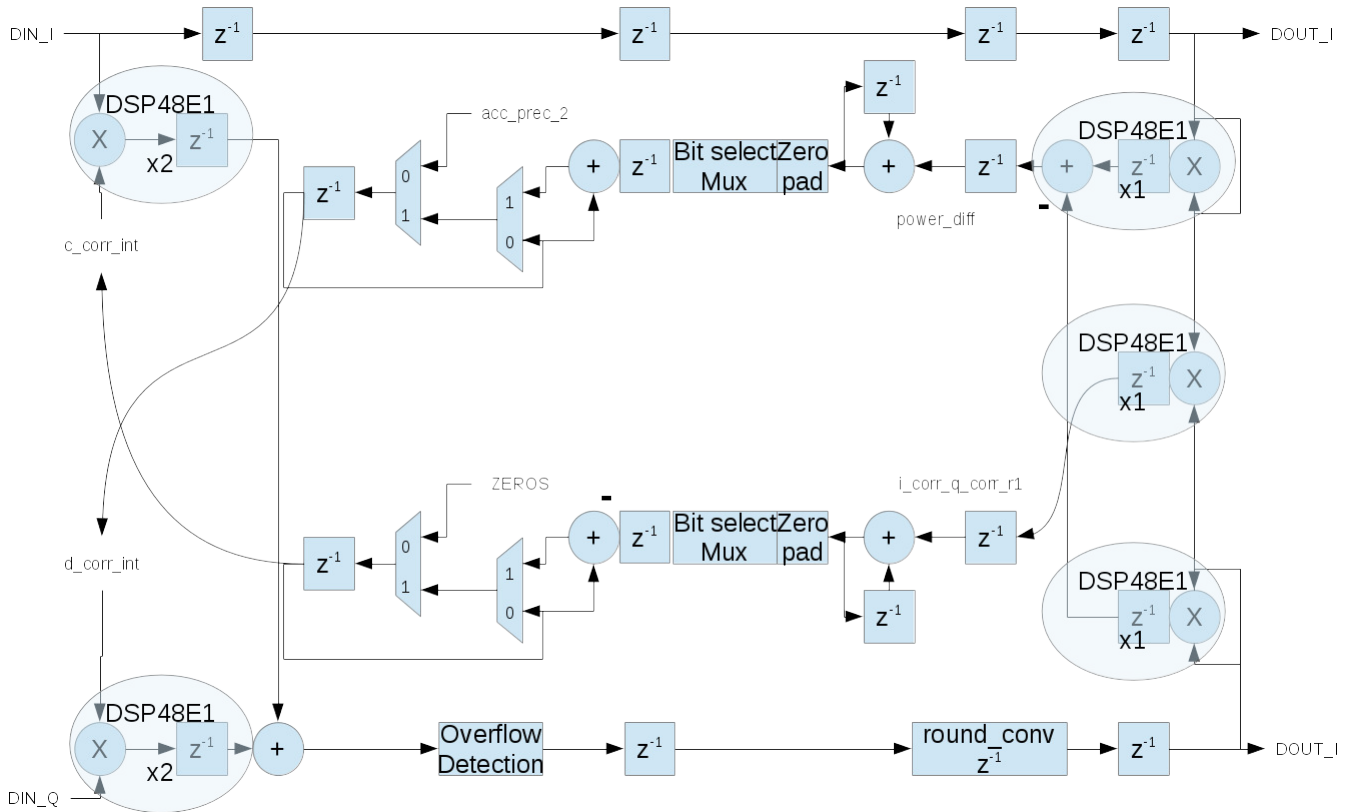 DIN_I
z-1
z-1
z-1
z-1
DOUT_I
DSP48E1
X
z-1
x2
acc_prec_2
z-1
DSP48E1
z-1
0
1
1
0
+
z-1
Bit select
Mux
Zero
pad
+
z-1
+
z-1
x1
X
-
power_diff
c_corr_int
DSP48E1
z-1
x1
X
d_corr_int
ZEROS
-
i_corr_q_corr_r1
z-1
0
1
1
0
+
z-1
Bit select
Mux
Zero
pad
+
z-1
z-1
DSP48E1
z-1
x1
X
DSP48E1
X
z-1
x2
+
Overflow
Detection
z-1
round_conv
z-1
z-1
DOUT_I
DIN_Q